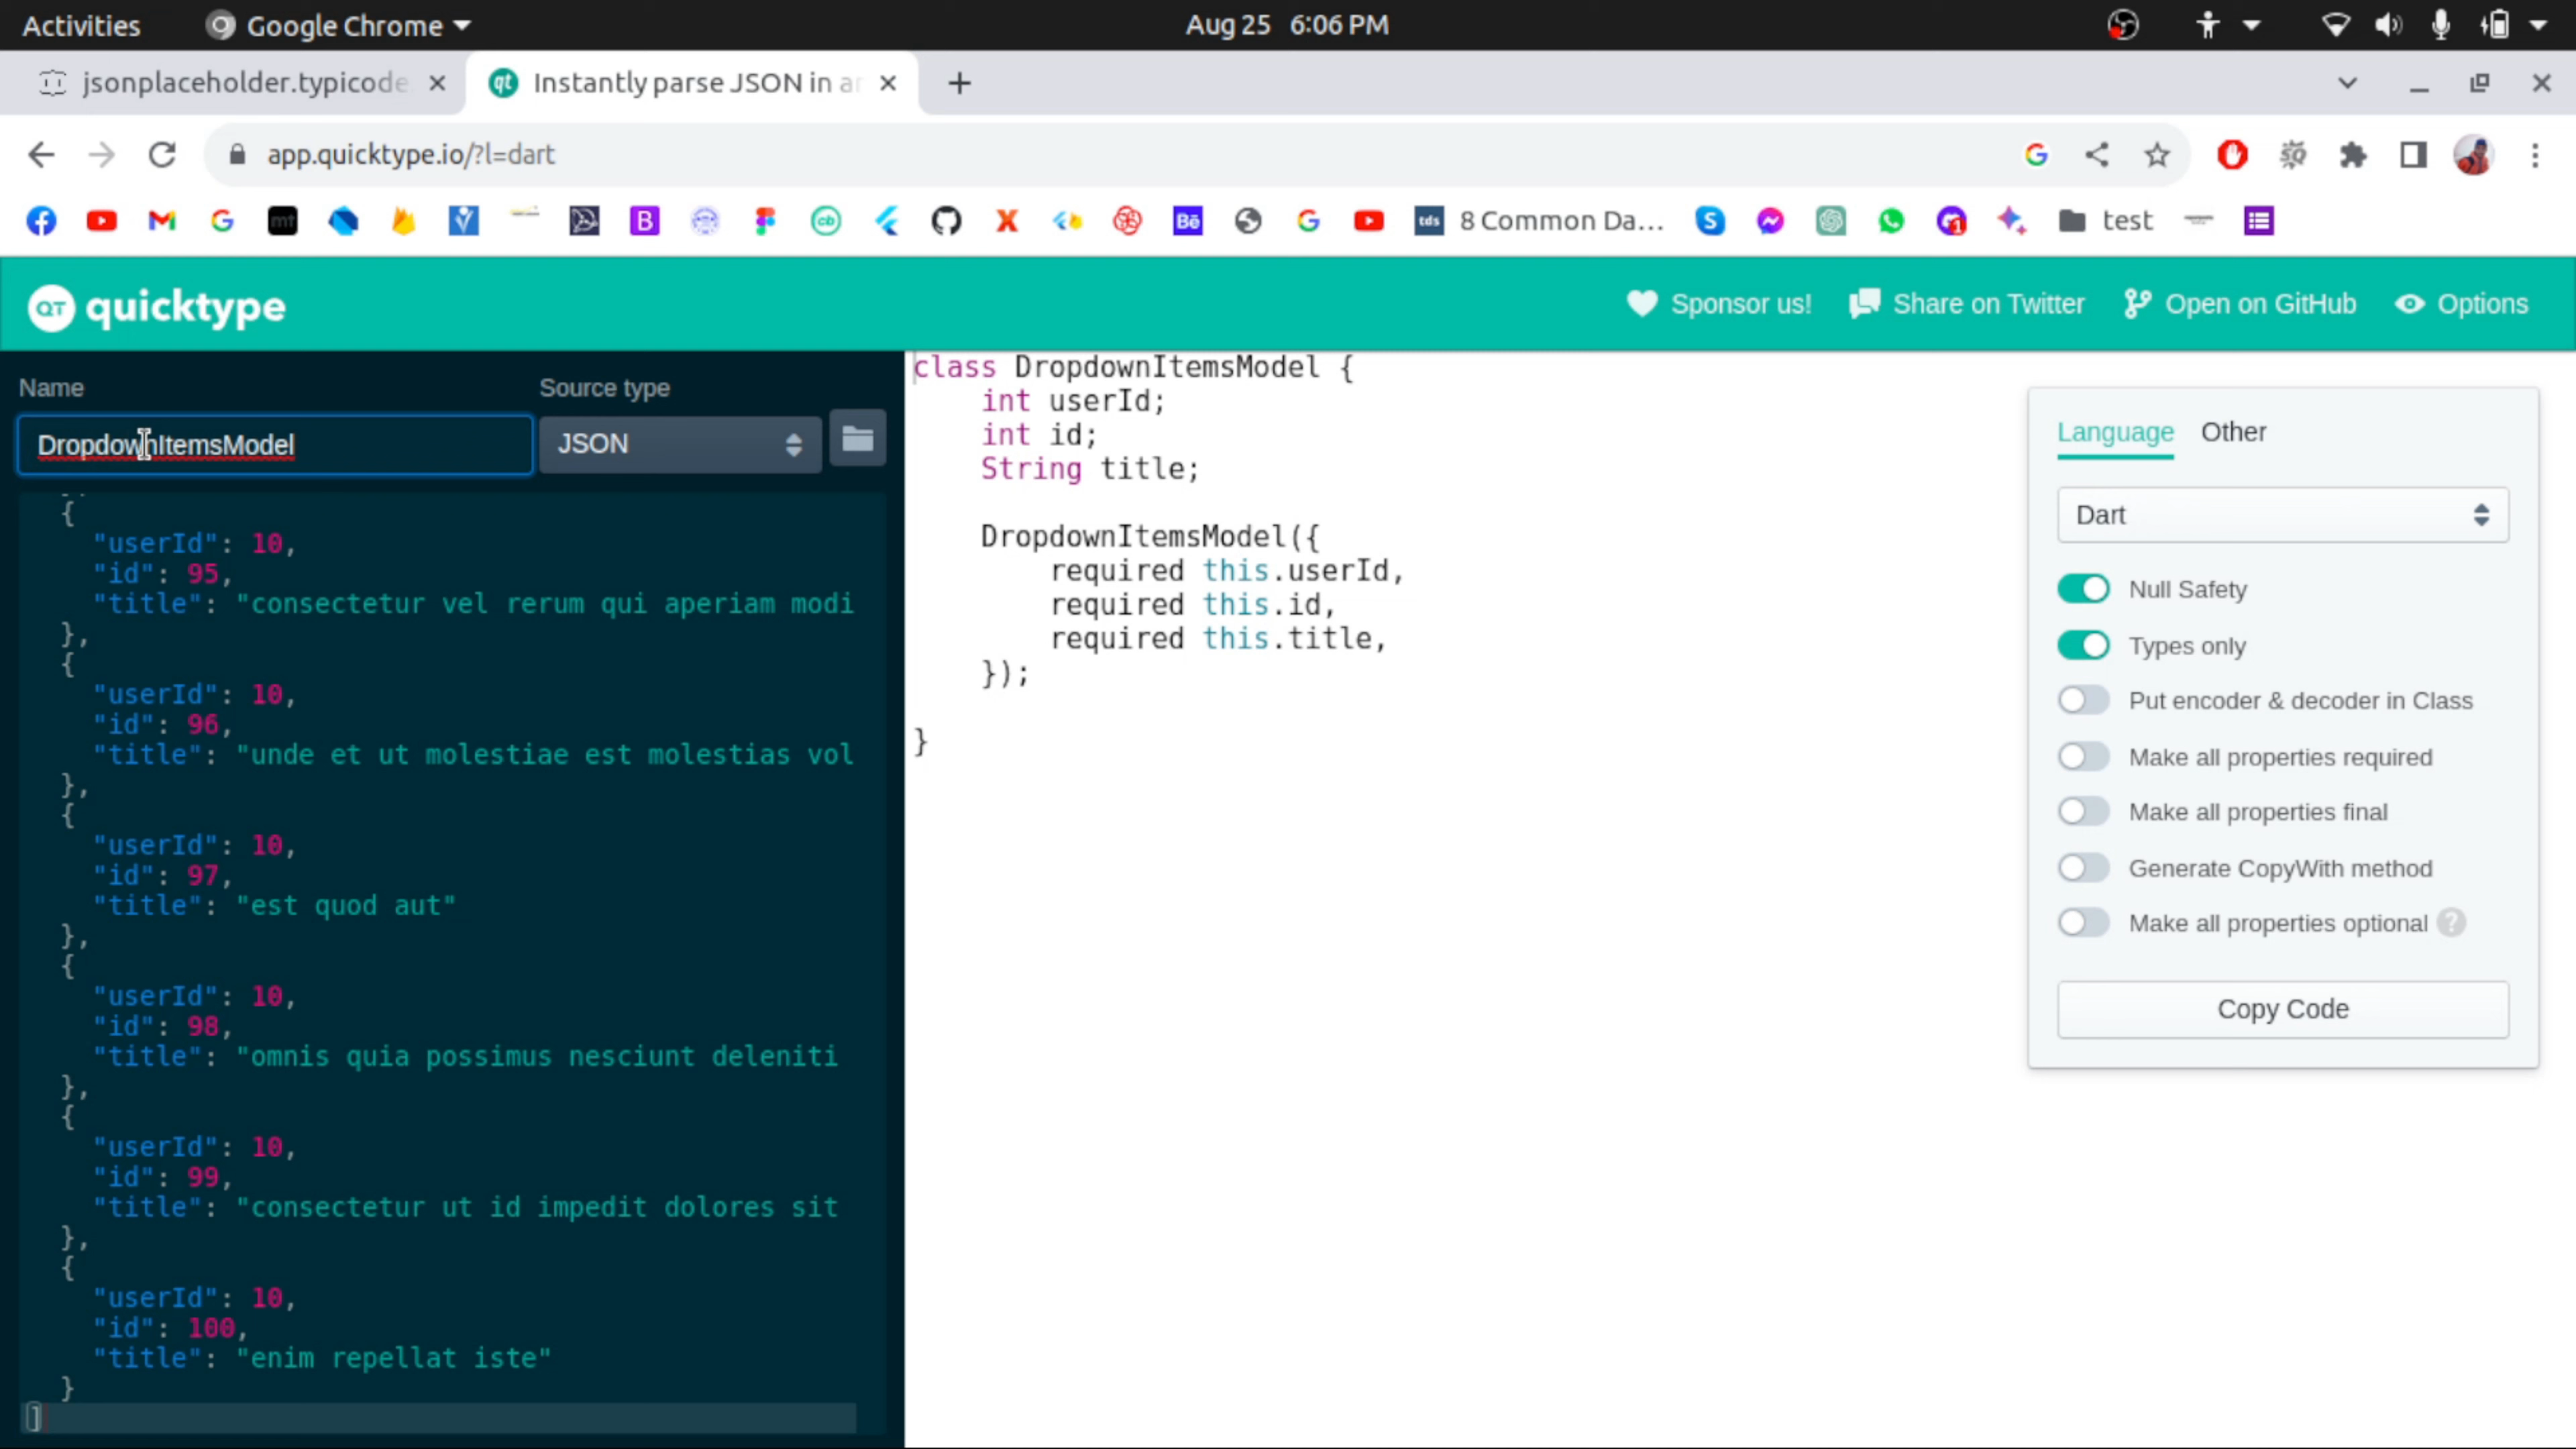 Activities Google Chrome Aug 25 6:06 PM
jsonplaceholder.typicode. Instantly parse JSON in ar
app.quicktype.io/?l=dart
tds 8 Common Da... test
QT quicktype Sponsor us! Share on Twitter Open on GitHub Options
Name Source type
DropdownItemsModel JSON
{
"userId": 10,
"id": 95,
"title": "consectetur vel rerum qui aperiam modi
},
{
"userId": 10,
"id": 96,
"title": "unde et ut molestiae est molestias vol
},
{
"userId": 10,
"id": 97,
"title": "est quod aut"
},
{
"userId": 10,
"id": 98,
"title": "omnis quia possimus nesciunt deleniti
},
{
"userId": 10,
"id": 99,
"title": "consectetur ut id impedit dolores sit
},
{
"userId": 10,
"id": 100,
"title": "enim repellat iste"
}
]
class DropdownItemsModel {
int userId;
int id;
String title;
DropdownItemsModel({
required this.userId,
required this.id,
required this.title,
});
}
Language Other
Dart
Null Safety
Types only
Put encoder & decoder in Class
Make all properties required
Make all properties final
Generate CopyWith method
Make all properties optional ?
Copy Code